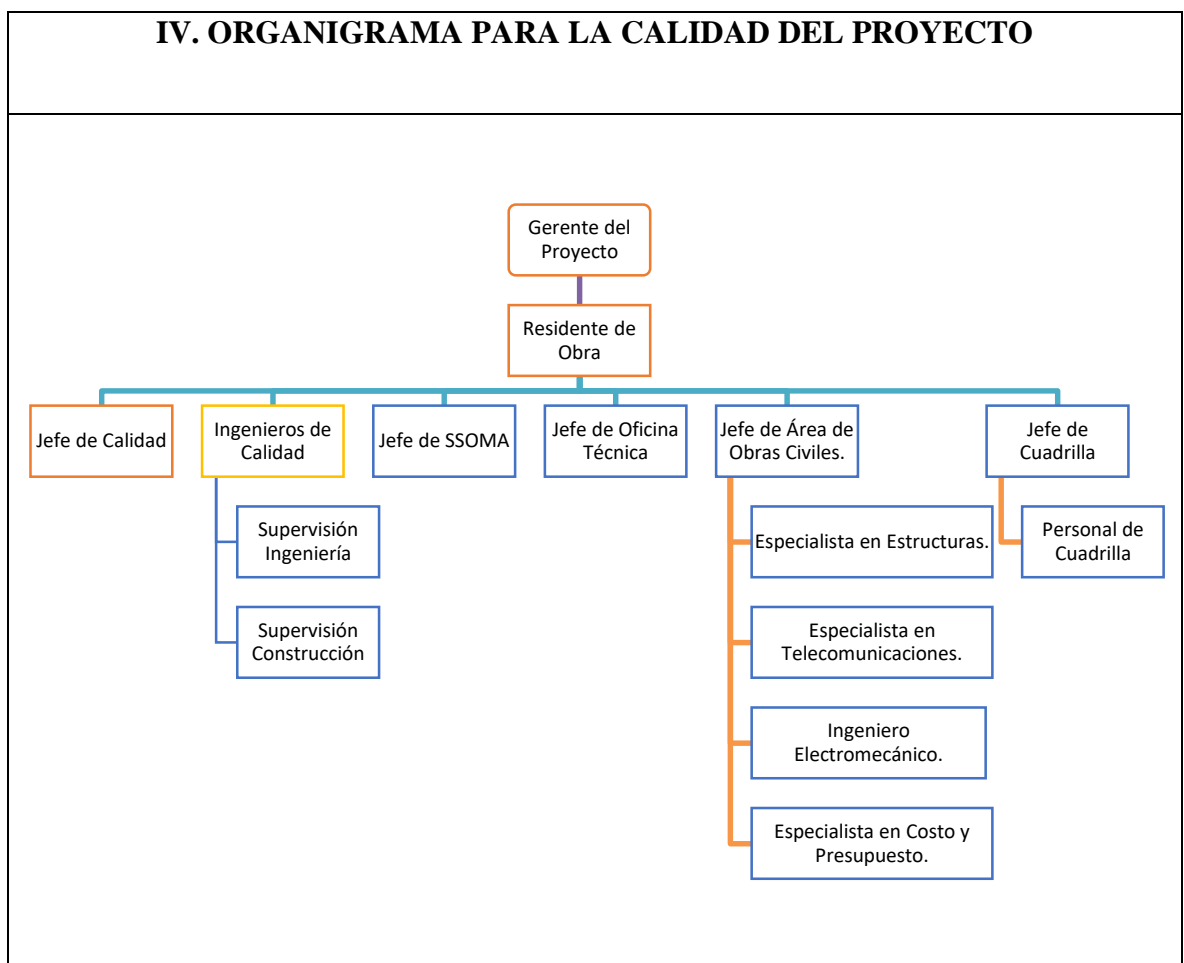 IV. ORGANIGRAMA PARA LA CALIDAD DEL PROYECTO
Gerente del
Proyecto
Residente de
Obra
Jefe de Calidad
Ingenieros de
Calidad
Jefe de SSOMA
Jefe de Oficina
Técnica
Jefe de Área de
Obras Civiles.
Jefe de
Cuadrilla
Supervisión
Ingeniería
Supervisión
Construcción
Especialista en Estructuras.
Especialista en
Telecomunicaciones.
Ingeniero
Electromecánico.
Especialista en Costo y
Presupuesto.
Personal de
Cuadrilla